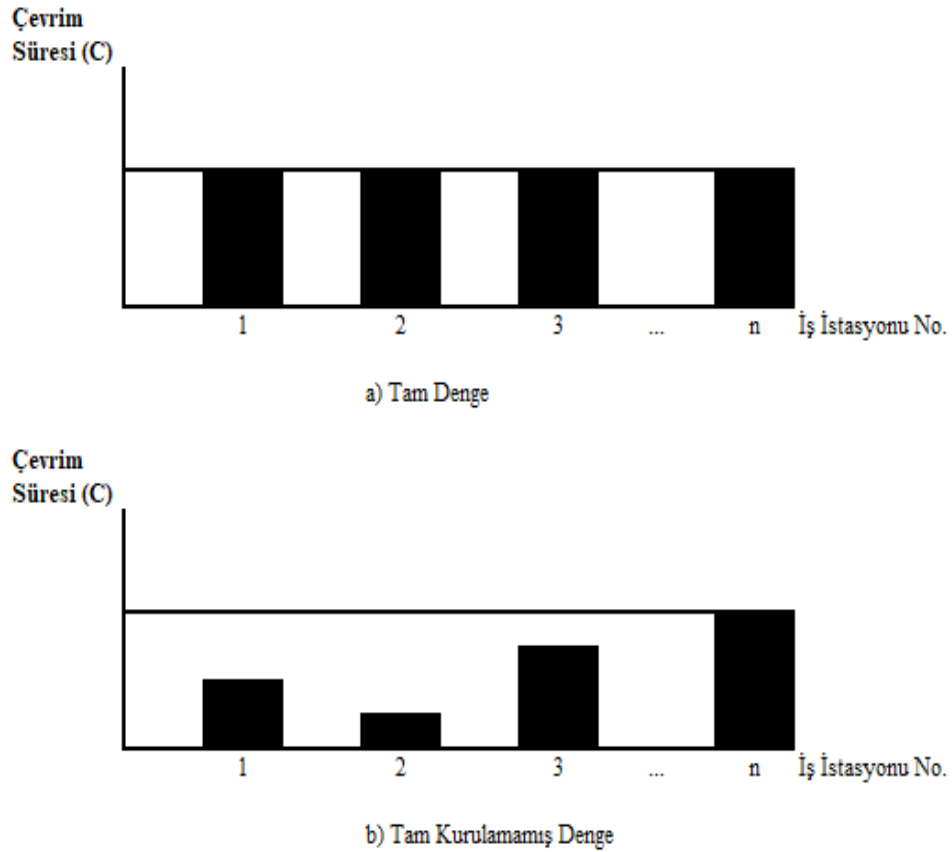 Çevrim
Süresi (C)
1 2 3 ... n İş İstasyonu No.
a) Tam Denge
Çevrim
Süresi (C)
1 2 3 ... n İş İstasyonu No.
b) Tam Kurulamamış Denge